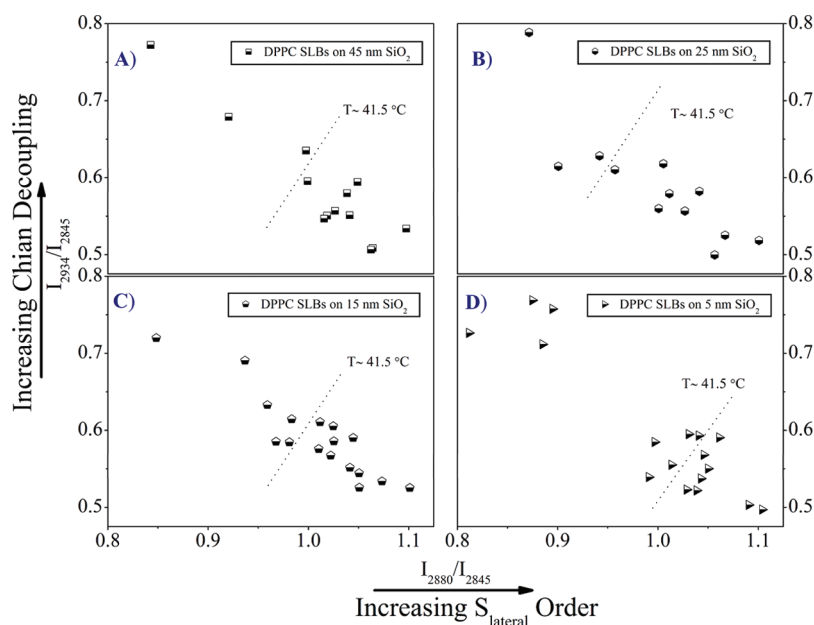 A)
DPPC SLBs on 45 nm SiO₂
T~ 41.5 °C
B)
DPPC SLBs on 25 nm SiO₂
T~ 41.5 °C
C)
DPPC SLBs on 15 nm SiO₂
T~ 41.5 °C
D)
DPPC SLBs on 5 nm SiO₂
T~ 41.5 °C
0.8
0.7
0.6
0.5
0.8
0.7
0.6
0.5
0.8
0.7
0.6
0.5
0.8
0.7
0.6
0.5
0.8 0.9 1.0 1.1
0.8 0.9 1.0 1.1
Increasing Chian Decoupling
I₂₉₃₄/I₂₈₄₅
I₂₈₈₀/I₂₈₄₅
Increasing S_lateral Order